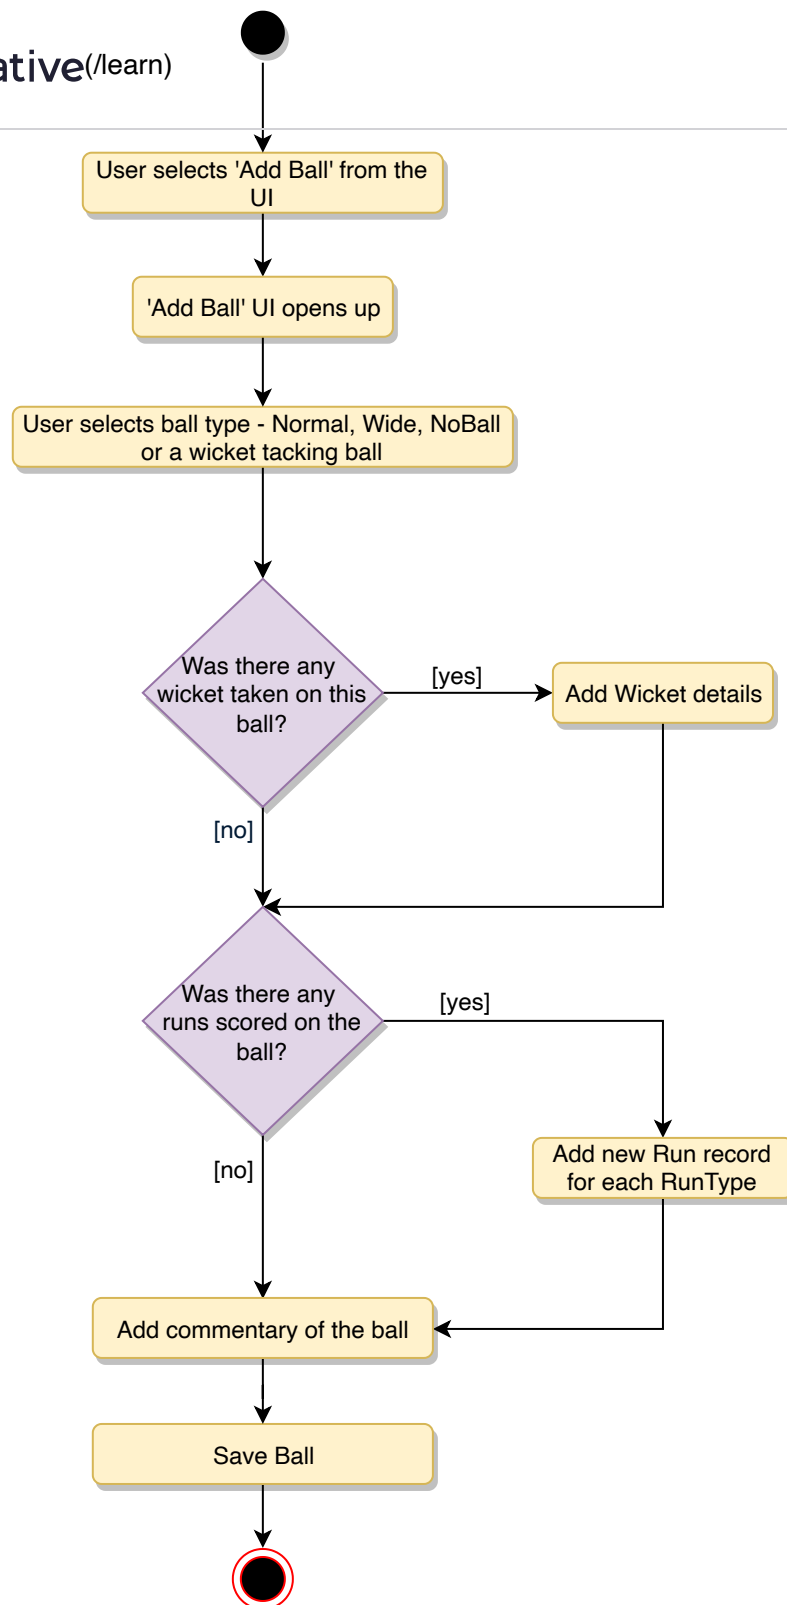 ative(/learn)
User selects 'Add Ball' from the
UI
'Add Ball' UI opens up
User selects ball type - Normal, Wide, NoBall
or a wicket tacking ball
Was there any
wicket taken on this
ball?
[yes]
Add Wicket details
[no]
Was there any
runs scored on the
ball?
[yes]
Add new Run record
for each RunType
[no]
Add commentary of the ball
Save Ball